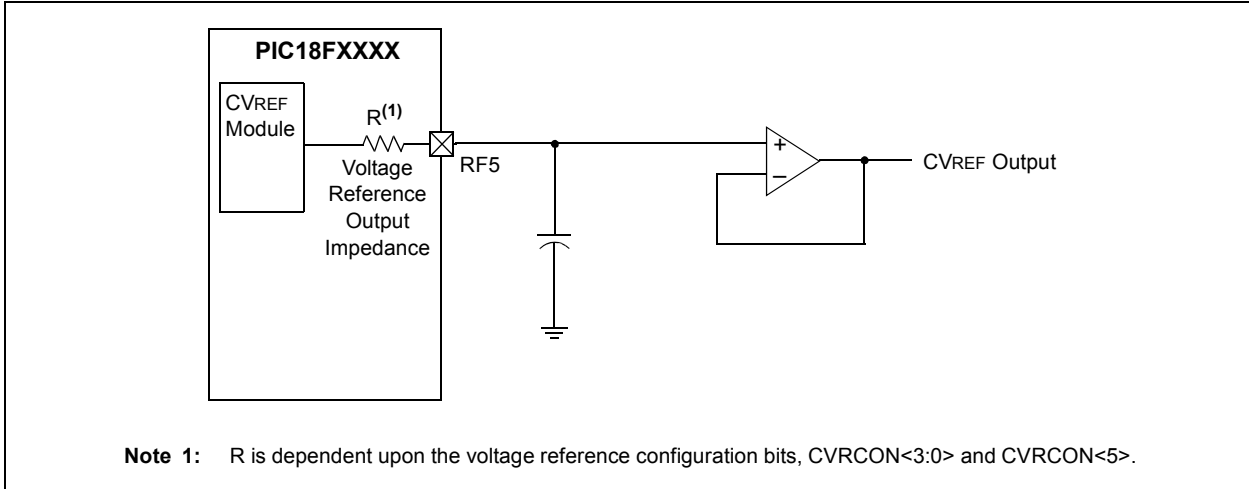 PIC18FXXXX
CVREF
Module
R(1)
Voltage
Reference
Output
Impedance
RF5
+
–
CVREF Output
Note 1: R is dependent upon the voltage reference configuration bits, CVRCON<3:0> and CVRCON<5>.